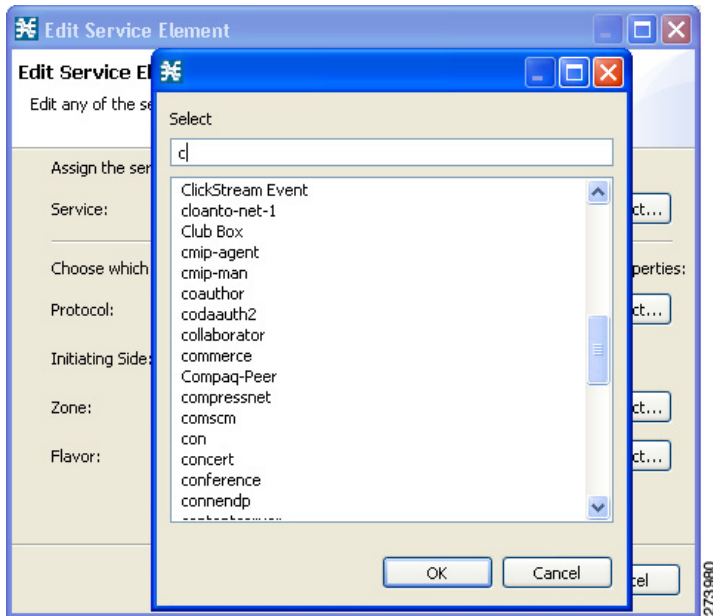 Edit Service Element
Edit Service El
Edit any of the se
Select
c
Assign the ser
Service:
ct...
Choose which
perties:
Protocol:
ct...
Initiating Side:
Zone:
ct...
Flavor:
ct...
ClickStream Event
cloanto-net-1
Club Box
cmip-agent
cmip-man
coauthor
codaauth2
collaborator
commerce
Compaq-Peer
compressnet
comscm
con
concert
conference
connendp
OK
Cancel
cel
273980